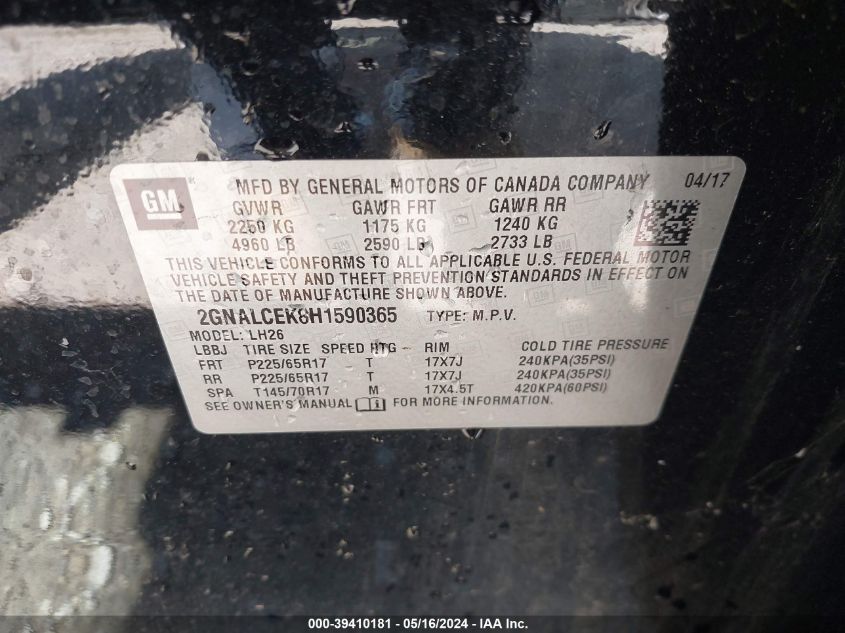 GM
MFD BY GENERAL MOTORS OF CANADA COMPANY 04/17
GVWR GAWR FRT GAWR RR
2250 KG 1175 KG 1240 KG
4960 LB 2590 LB 2733 LB
THIS VEHICLE CONFORMS TO ALL APPLICABLE U.S. FEDERAL MOTOR
VEHICLE SAFETY AND THEFT PREVENTION STANDARDS IN EFFECT ON
THE DATE OF MANUFACTURE SHOWN ABOVE.
2GNALCEK6H1590365 TYPE: M.P.V.
MODEL: LH26
LBBJ TIRE SIZE SPEED RTG RIM COLD TIRE PRESSURE
FRT P225/65R17 T 17X7J 240KPA(35PSI)
RR P225/65R17 T 17X7J 240KPA(35PSI)
SPA T145/70R17 M 17X4.5T 420KPA(60PSI)
SEE OWNER'S MANUAL FOR MORE INFORMATION.
000-39410181 - 05/16/2024 - IAA Inc.